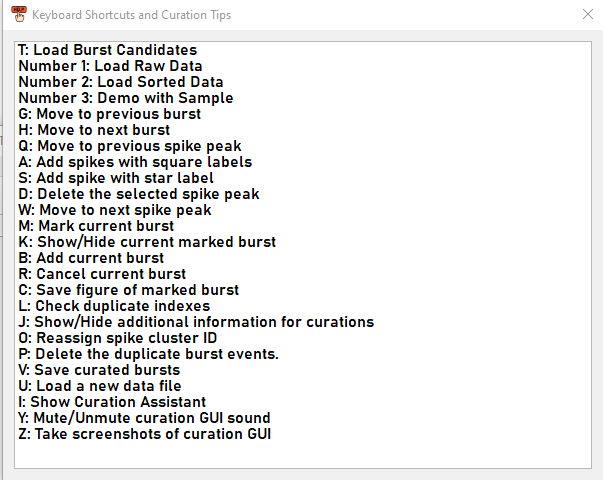 HELP
Keyboard Shortcuts and Curation Tips
T: Load Burst Candidates
Number 1: Load Raw Data
Number 2: Load Sorted Data
Number 3: Demo with Sample
G: Move to previous burst
H: Move to next burst
Q: Move to previous spike peak
A: Add spikes with square labels
S: Add spike with star label
D: Delete the selected spike peak
W: Move to next spike peak
M: Mark current burst
K: Show/Hide current marked burst
B: Add current burst
R: Cancel current burst
C: Save figure of marked burst
L: Check duplicate indexes
J: Show/Hide additional information for curations
O: Reassign spike cluster ID
P: Delete the duplicate burst events.
V: Save curated bursts
U: Load a new data file
I: Show Curation Assistant
Y: Mute/Unmute curation GUI sound
Z: Take screenshots of curation GUI